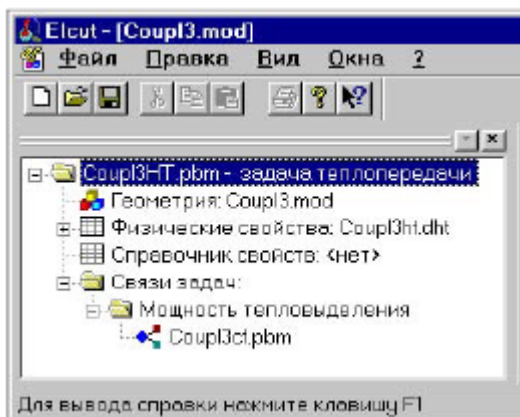 Elcut - [Coupl3.mod]
Файл Правка Вид Окна ?
Coupl3HT.pbm - задача теплопередачи
Геометрия: Coupl3.mod
Физические свойства: Coupl3ht.dht
Справочник свойств: <нет>
Связи задач:
Мощность тепловыделения
Coupl3cf.pbm
Для вывода справки нажмите клавишу F1